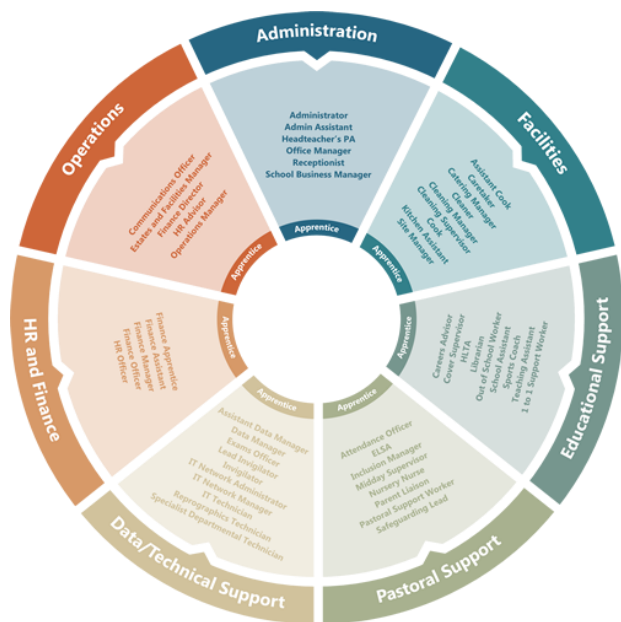 Administration
Administrator
Admin Assistant
Headteacher's PA
Office Manager
Receptionist
School Business Manager
Apprentice
Facilities
Assistant Cook
Caretaker
Catering Manager
Cleaner
Cleaning Manager
Cleaning Supervisor
Cook
Kitchen Assistant
Site Manager
Apprentice
Educational Support
Careers Advisor
Cover Supervisor
HLTA
Librarian
Out of School Worker
School Assistant
Sports Coach
Teaching Assistant
1 to 1 Support Worker
Apprentice
Pastoral Support
Attendance Officer
ELSA
Inclusion Manager
Midday Supervisor
Nursery Nurse
Parent Liaison
Pastoral Support Worker
Safeguarding Lead
Apprentice
Data/Technical Support
Assistant Data Manager
Data Manager
Exams Officer
Lead Invigilator
Invigilator
IT Network Administrator
IT Network Manager
IT Technician
Reprographics Technician
Specialist Departmental Technician
Apprentice
HR and Finance
Finance Apprentice
Finance Assistant
Finance Manager
Finance Officer
HR Officer
Apprentice
Operations
Communications Officer
Estates and Facilities Manager
Finance Director
HR Advisor
Operations Manager
Apprentice